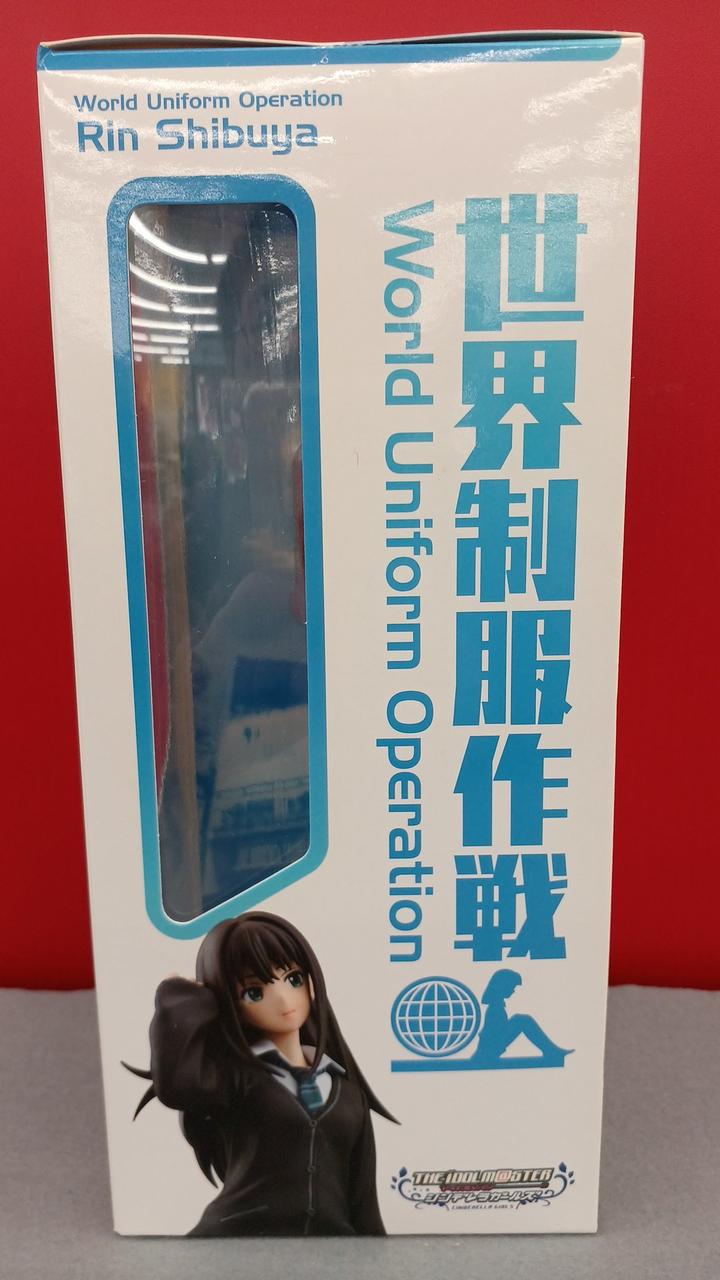 World Uniform Operation
Rin Shibuya
世界制服作戦
World Uniform Operation
THE iDOLM@STER
シンデレラガールズ
CINDERELLA GIRLS